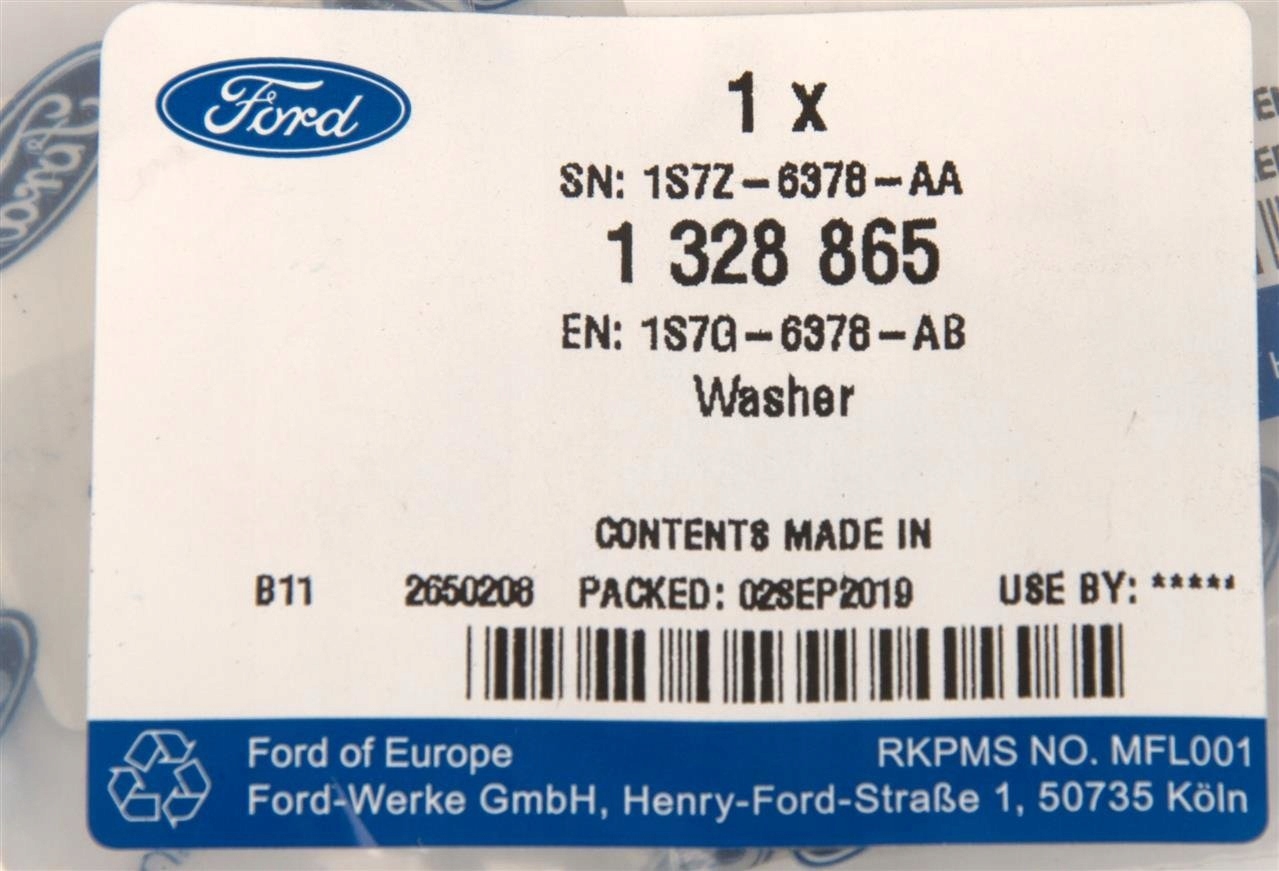 Ford
1 x
SN: 1S7Z-6378-AA
1 328 865
EN: 1S7G-6378-AB
Washer
CONTENTS MADE IN
B11 2650208 PACKED: 02SEP2019 USE BY: *****
Ford of Europe RKPMS NO. MFL001
Ford-Werke GmbH, Henry-Ford-Straße 1, 50735 Köln
Ford